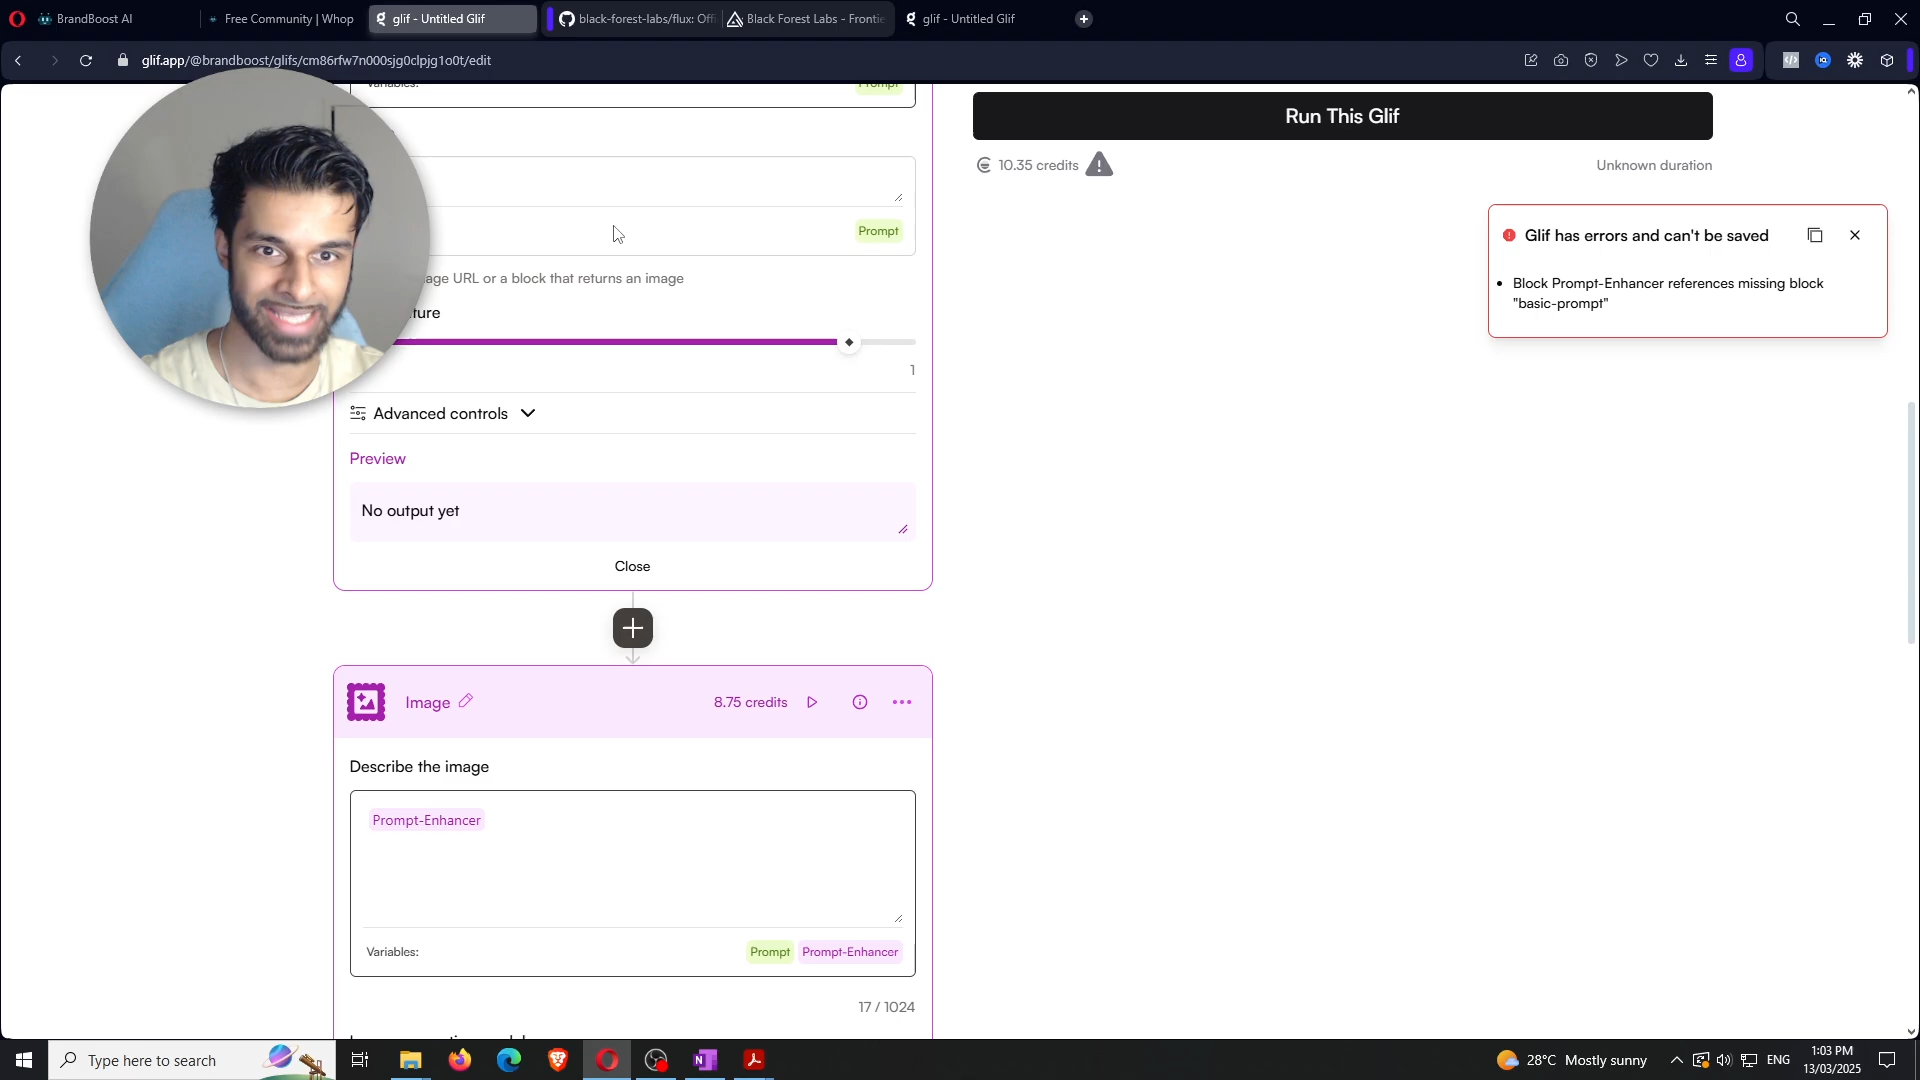 BrandBoost AI
Free Community | Whop
glif - Untitled Glif
black-forest-labs/flux: Offi
Black Forest Labs - Frontie
glif - Untitled Glif
glif.app/@brandboost/glifs/cm86rfw7n000sjg0clpjg1o0t/edit
Variables:
Prompt
Run This Glif
10.35 credits
Unknown duration
Prompt
Glif has errors and can't be saved
Block Prompt-Enhancer references missing block
"basic-prompt"
age URL or a block that returns an image
ture
1
Advanced controls
Preview
No output yet
Close
Image
8.75 credits
Describe the image
Prompt-Enhancer
Variables:
Prompt
Prompt-Enhancer
17 / 1024
Type here to search
28°C Mostly sunny
ENG
1:03 PM
13/03/2025